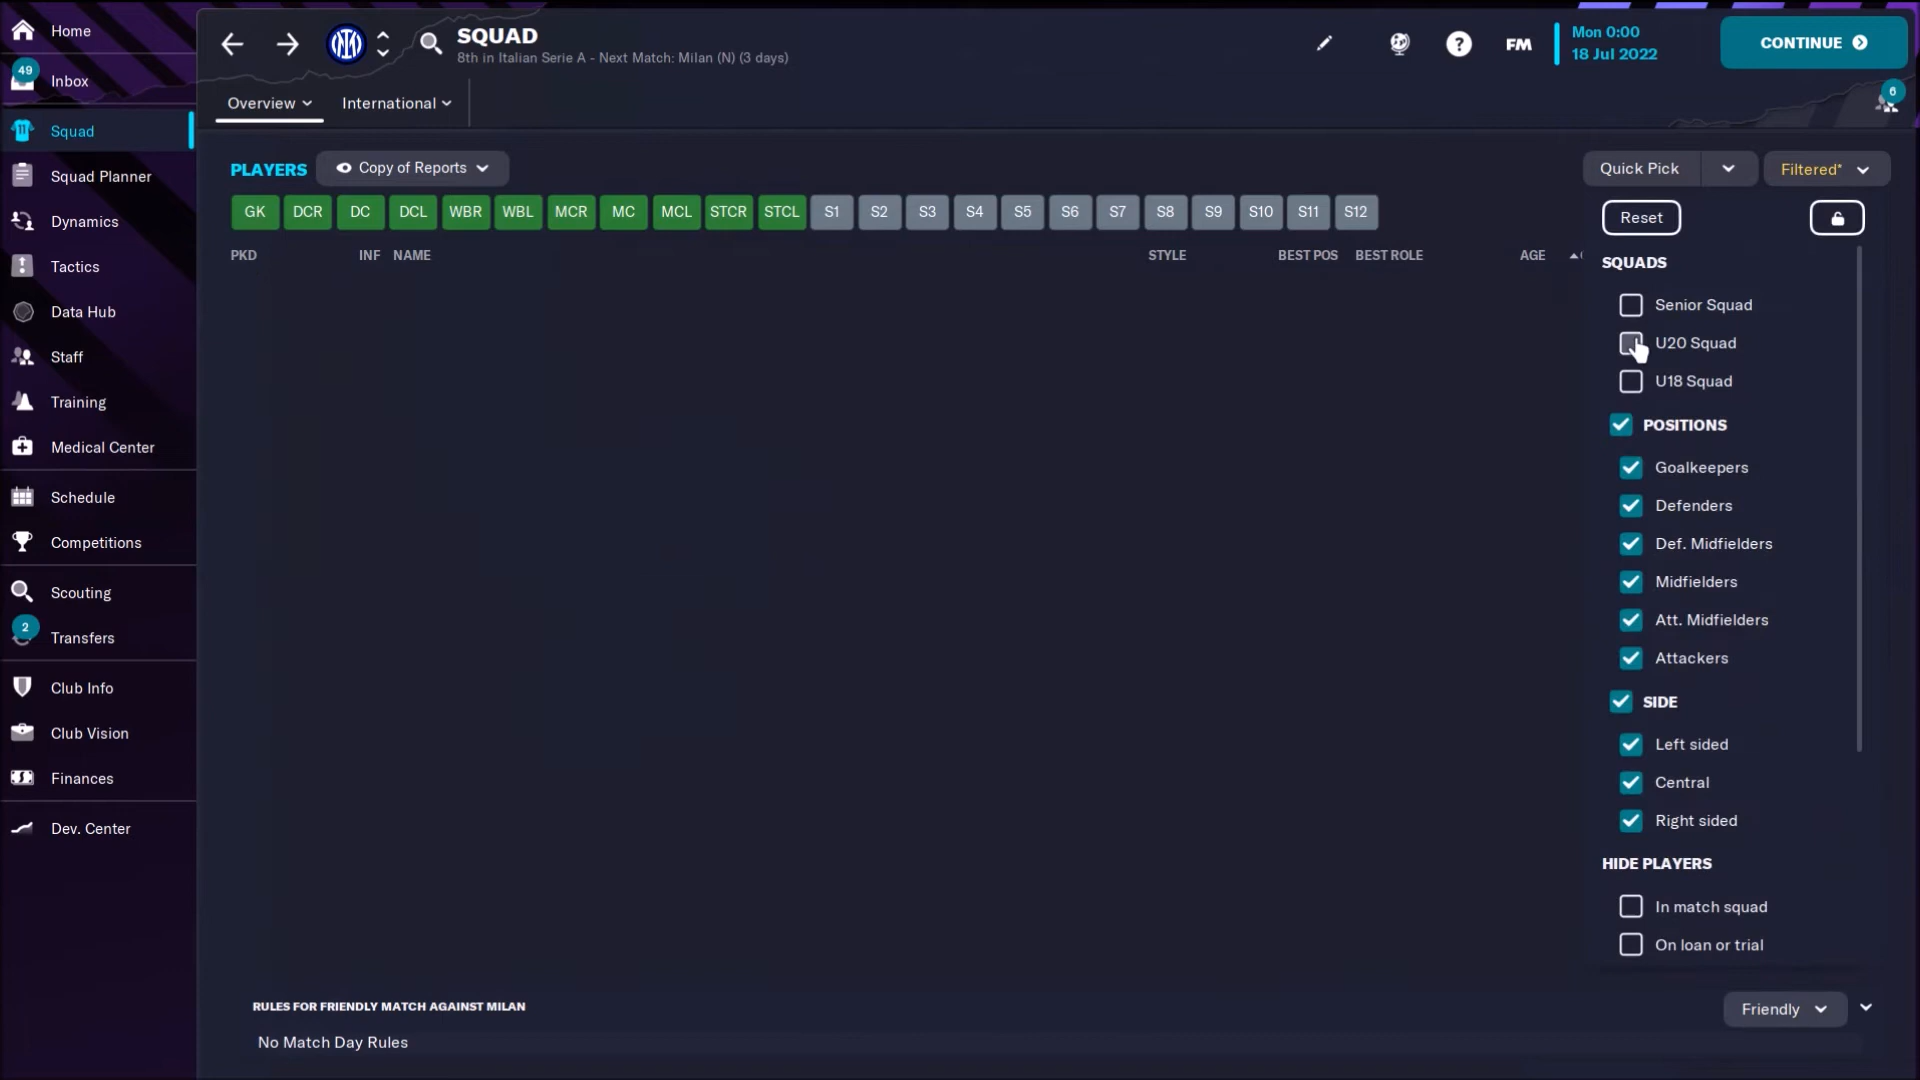 Home
SQUAD
8th in Italian Serie A - Next Match: Milan (N) (3 days)
?
FM
Mon 0:00
18 Jul 2022
CONTINUE
49
Inbox
Overview
International
6
Squad
PLAYERS
Copy of Reports
Quick Pick
Filtered*
Squad Planner
GK DCR DC DCL WBR WBL MCR MC MCL STCR STCL S1 S2 S3 S4 S5 S6 S7 S8 S9 S10 S11 S12
Reset
Dynamics
PKD INF NAME STYLE BEST POS BEST ROLE AGE
SQUADS
Tactics
Senior Squad
Data Hub
U20 Squad
Staff
U18 Squad
Training
POSITIONS
Medical Center
Goalkeepers
Schedule
Defenders
Competitions
Def. Midfielders
Scouting
Midfielders
2
Transfers
Att. Midfielders
Attackers
Club Info
SIDE
Club Vision
Left sided
Finances
Central
Dev. Center
Right sided
HIDE PLAYERS
In match squad
On loan or trial
RULES FOR FRIENDLY MATCH AGAINST MILAN
Friendly
No Match Day Rules